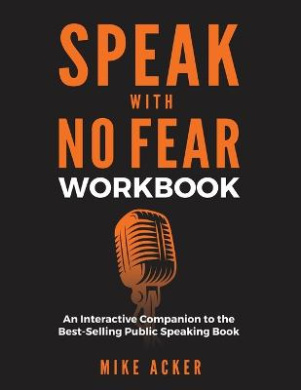 SPEAK
WITH
NO FEAR
WORKBOOK
An Interactive Companion to the
Best-Selling Public Speaking Book
MIKE ACKER